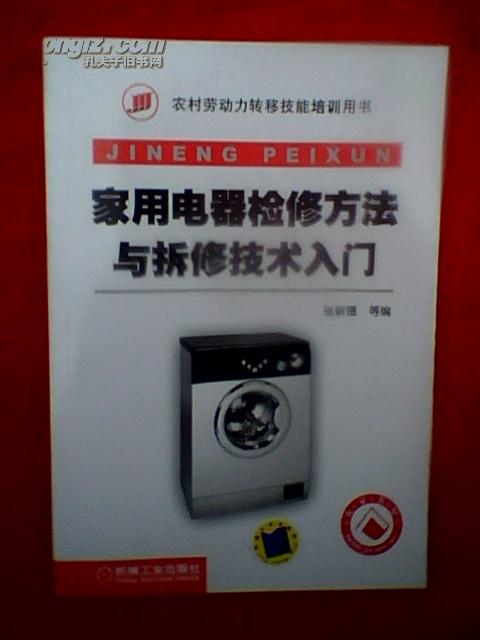 ongfz.com
孔夫子旧书网
农村劳动力转移技能培训用书
JINENG PEIXUN
家用电器检修方法
与拆修技术入门
张新德 等编
机械工业出版社